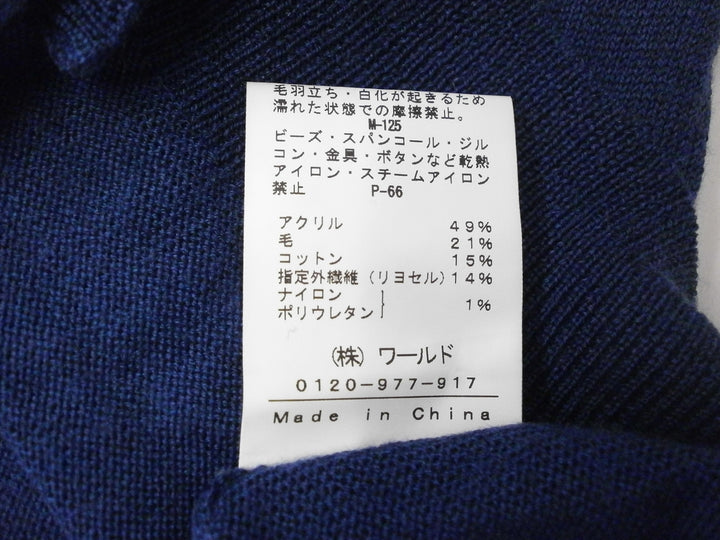 毛羽立ち・白化が起きるため
濡れた状態での摩擦禁止。
M-125
ビーズ・スパンコール・ジル
コン・金具・ボタンなど乾熱
アイロン・スチームアイロン
禁止 P-66
アクリル 49%
毛 21%
コットン 15%
指定外繊維(リヨセル)14%
ナイロン
ポリウレタン } 1%
(株)ワールド
0120-977-917
Made in China